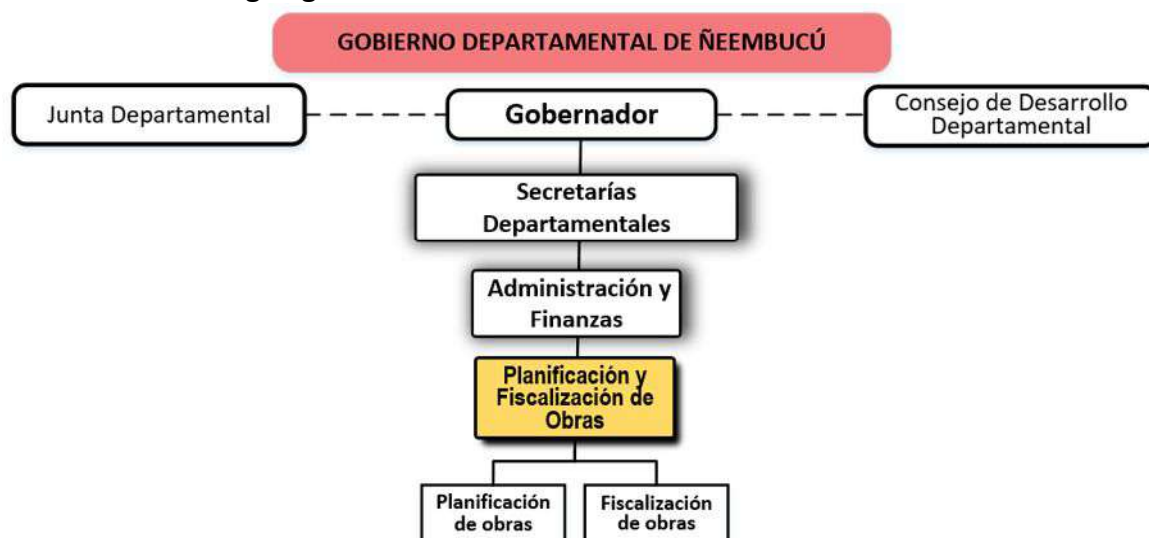 GOBIERNO DEPARTAMENTAL DE ÑEEMBUCÚ
Junta Departamental
Gobernador
Consejo de Desarrollo
Departamental
Secretarías
Departamentales
Administración y
Finanzas
Planificación y
Fiscalización de
Obras
Planificación
de obras
Fiscalización
de obras